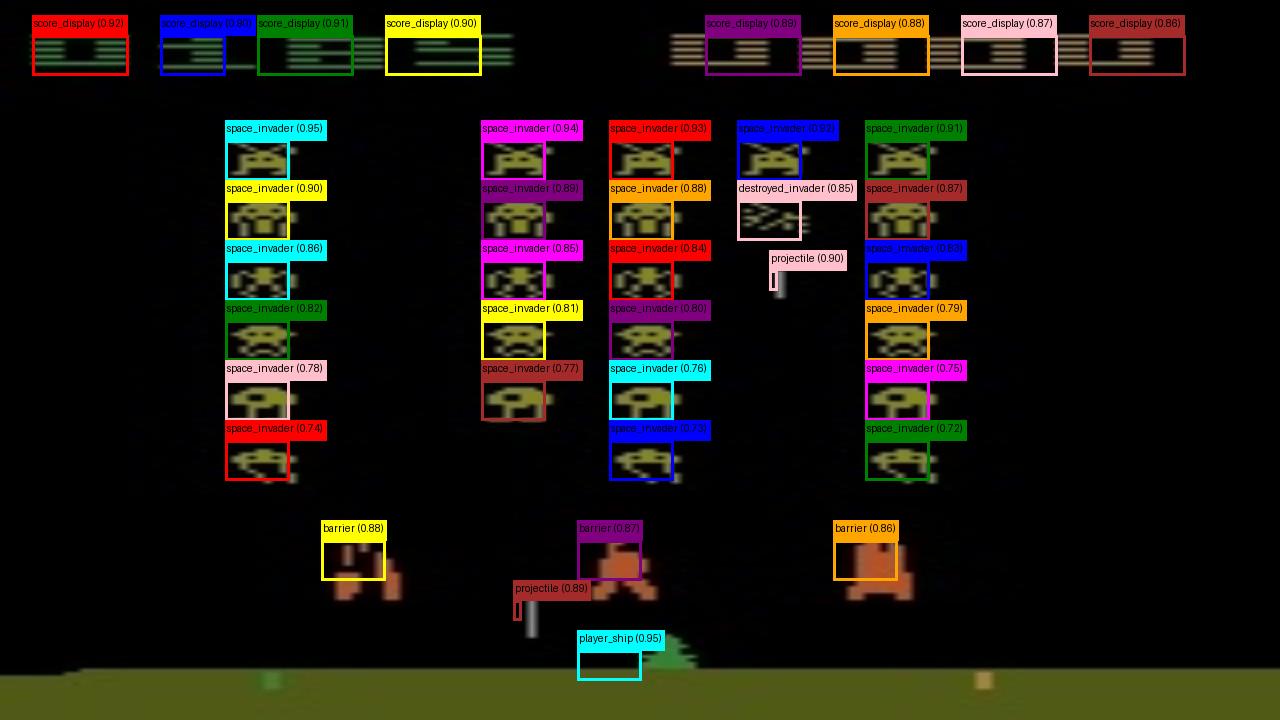 score_display (0.92)
score_display (0.90)
score_display (0.91)
score_display (0.90)
score_display (0.89)
score_display (0.88)
score_display (0.87)
score_display (0.86)
space_invader (0.95)
space_invader (0.94)
space_invader (0.93)
space_invader (0.92)
space_invader (0.91)
space_invader (0.90)
space_invader (0.89)
space_invader (0.88)
destroyed_invader (0.85)
space_invader (0.87)
space_invader (0.86)
space_invader (0.85)
space_invader (0.84)
projectile (0.90)
space_invader (0.83)
space_invader (0.82)
space_invader (0.81)
space_invader (0.80)
space_invader (0.79)
space_invader (0.78)
space_invader (0.77)
space_invader (0.76)
space_invader (0.75)
space_invader (0.74)
space_invader (0.73)
space_invader (0.72)
barrier (0.88)
barrier (0.87)
barrier (0.86)
projectile (0.89)
player_ship (0.95)